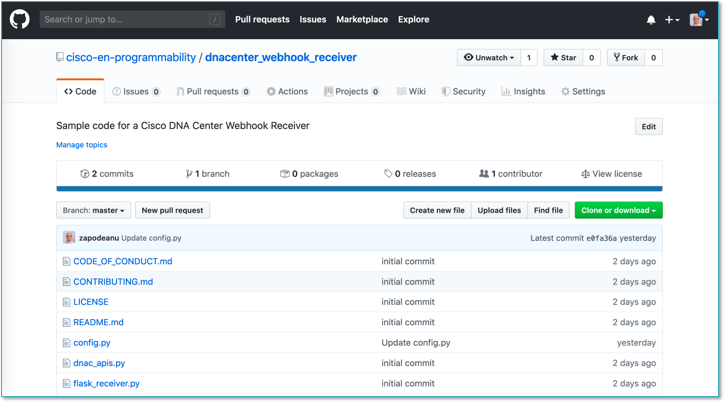 Search or jump to... / Pull requests Issues Marketplace Explore
cisco-en-programmability / dnacenter_webhook_receiver Unwatch 1 Star 0 Fork 0
Code Issues 0 Pull requests 0 Actions Projects 0 Wiki Security Insights Settings
Sample code for a Cisco DNA Center Webhook Receiver Edit
Manage topics
2 commits 1 branch 0 packages 0 releases 1 contributor View license
Branch: master New pull request Create new file Upload files Find file Clone or download
zapodeanu Update config.py Latest commit e0fa36a yesterday
CODE_OF_CONDUCT.md initial commit 2 days ago
CONTRIBUTING.md initial commit 2 days ago
LICENSE initial commit 2 days ago
README.md initial commit 2 days ago
config.py Update config.py yesterday
dnac_apis.py initial commit 2 days ago
flask_receiver.py initial commit 2 days ago